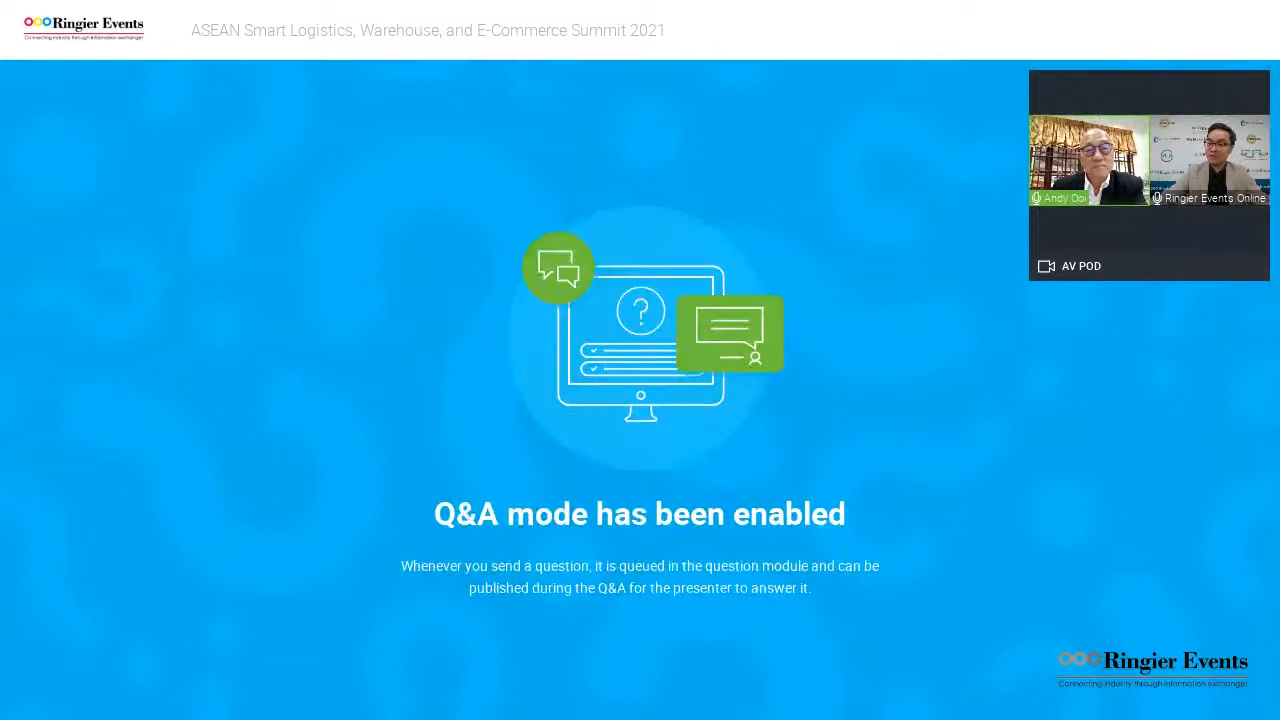 Ringier Events
Connecting industry through information exchange!
ASEAN Smart Logistics, Warehouse, and E-Commerce Summit 2021
Andy Ooi
Ringier Events Online
AV POD
?
Q&A mode has been enabled
Whenever you send a question, it is queued in the question module and can be
published during the Q&A for the presenter to answer it.
Ringier Events
Connecting industry through information exchange!